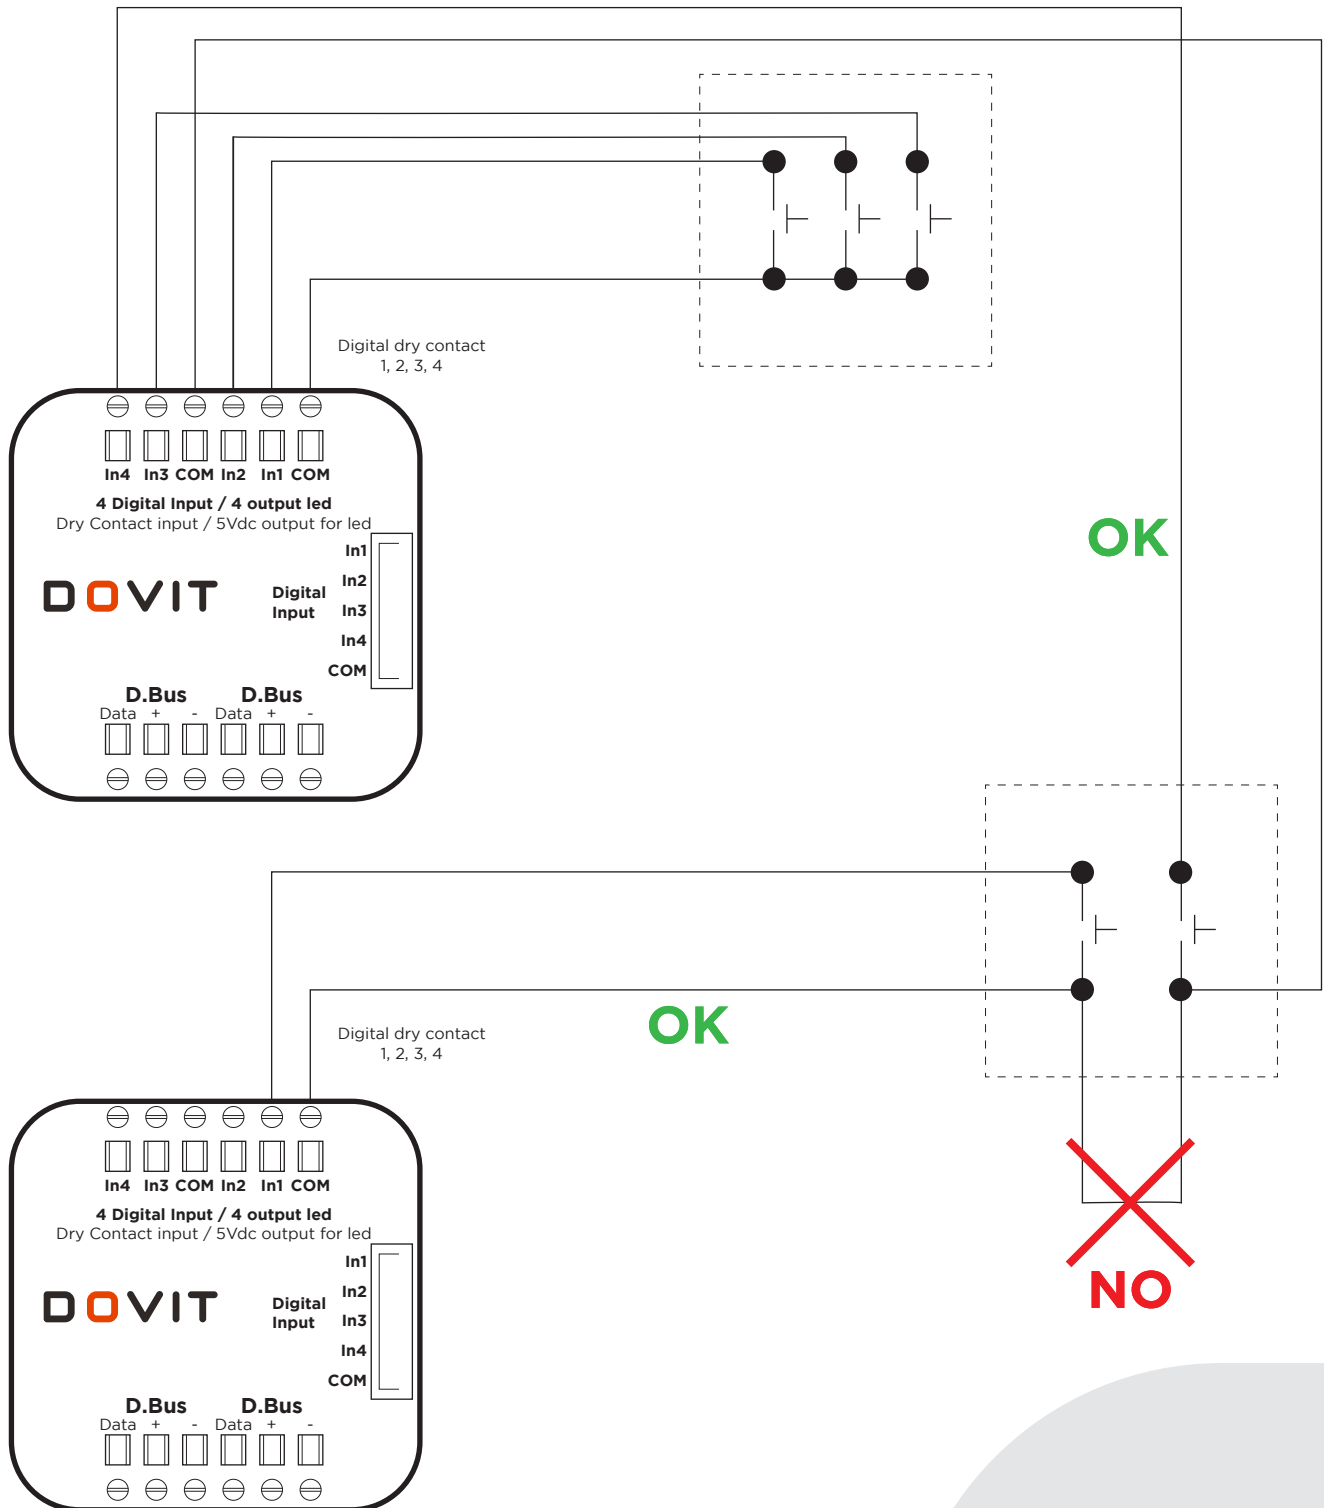 Digital dry contact
1, 2, 3, 4
In4 In3 COM In2 In1 COM
4 Digital Input / 4 output led
Dry Contact input / 5Vdc output for led
In1
In2
Digital
Input
In3
In4
COM
DOVIT
D.Bus D.Bus
Data + - Data + -
OK
OK
Digital dry contact
1, 2, 3, 4
In4 In3 COM In2 In1 COM
4 Digital Input / 4 output led
Dry Contact input / 5Vdc output for led
In1
In2
Digital
Input
In3
In4
COM
DOVIT
D.Bus D.Bus
Data + - Data + -
NO